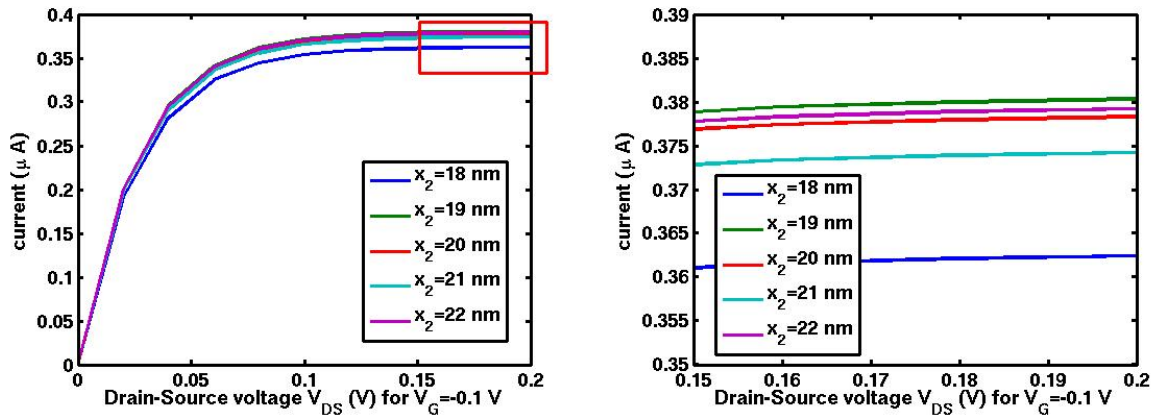 current (μ A)
0.4
0.35
0.3
0.25
0.2
0.15
0.1
0.05
0
x2=18 nm
x2=19 nm
x2=20 nm
x2=21 nm
x2=22 nm
0 0.05 0.1 0.15 0.2
Drain-Source voltage VDS (V) for VG=-0.1 V
current (μ A)
0.39
0.385
0.38
0.375
0.37
0.365
0.36
0.355
0.35
x2=18 nm
x2=19 nm
x2=20 nm
x2=21 nm
x2=22 nm
0.15 0.16 0.17 0.18 0.19 0.2
Drain-Source voltage VDS (V) for VG=-0.1 V